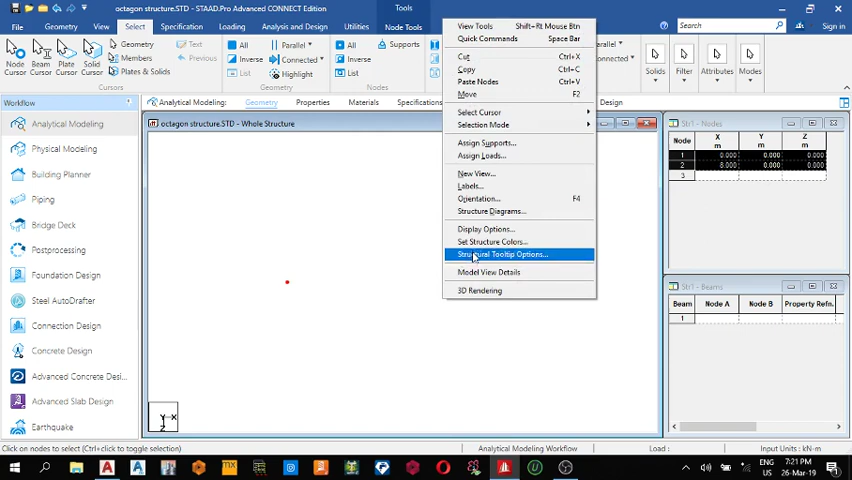 octagon structure.STD - STAAD.Pro Advanced CONNECT Edition
Tools
File
Geometry
View
Select
Specification
Loading
Analysis and Design
Utilities
Node Tools
Search
Node Cursor
Beam Cursor
Plate Cursor
Solid Cursor
Cursors
Geometry
Members
Plates & Solids
Text
Previous
All
Inverse
List
Parallel
Connected
Highlight
All
Inverse
List
Supports
Nodes
Solids
Filter
Attributes
Modes
View Tools Shift+Rt Mouse Btn
Quick Commands Space Bar
Cut Ctrl+X
Copy Ctrl+C
Paste Nodes Ctrl+V
Move F2
Select Cursor
Selection Mode
Assign Supports...
Assign Loads...
New View...
Labels...
Orientation... F4
Structure Diagrams...
Display Options...
Set Structure Colors...
Structural Tooltip Options...
Model View Details
3D Rendering
Workflow
Analytical Modeling
Physical Modeling
Building Planner
Piping
Bridge Deck
Postprocessing
Foundation Design
Steel AutoDrafter
Connection Design
Concrete Design
Advanced Concrete Desi...
Advanced Slab Design
Earthquake
Analytical Modeling:
Geometry
Properties
Materials
Specifications
Design
octagon structure.STD - Whole Structure
Y X
Z
Str1 - Nodes
Node X m Y m Z m
1 0.000 0.000 0.000
2 8.000 0.000 0.000
3
Str1 - Beams
Beam Node A Node B Property Refn.
1
Click on nodes to select (Ctrl+click to toggle selection)
Analytical Modeling Workflow
Load :
Input Units : kN-m
ENG
US
7:21 PM
26-Mar-19